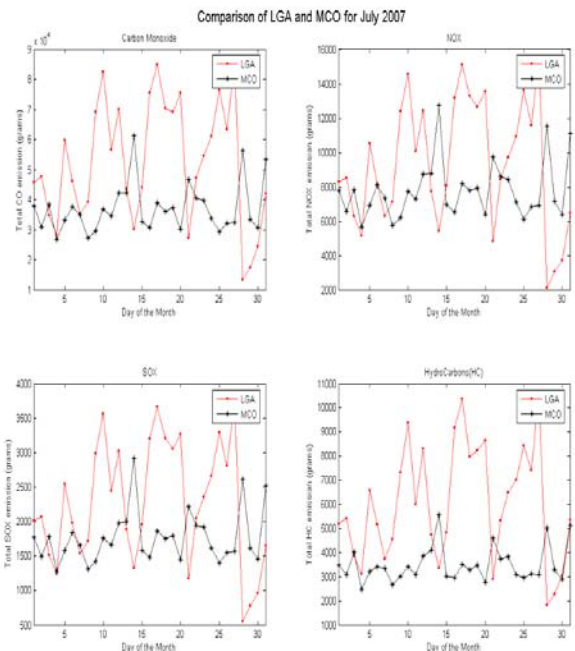 Comparison of LGA and MCO for July 2007
Carbon Monoxide
x 10^4
9
8
7
6
5
4
3
2
1
5
10
15
20
25
30
Total CO emission (grams)
Day of the Month
LGA
MCO
NOX
16000
14000
12000
10000
8000
6000
4000
2000
5
10
15
20
25
30
Total NOX emission (grams)
Day of the Month
LGA
MCO
SOX
4000
3500
3000
2500
2000
1500
1000
500
5
10
15
20
25
30
Total SOX emission (grams)
Day of the Month
LGA
MCO
HydroCarbons(HC)
11000
10000
9000
8000
7000
6000
5000
4000
3000
2000
1000
5
10
15
20
25
30
Total HC emission (grams)
Day of the Month
LGA
MCO